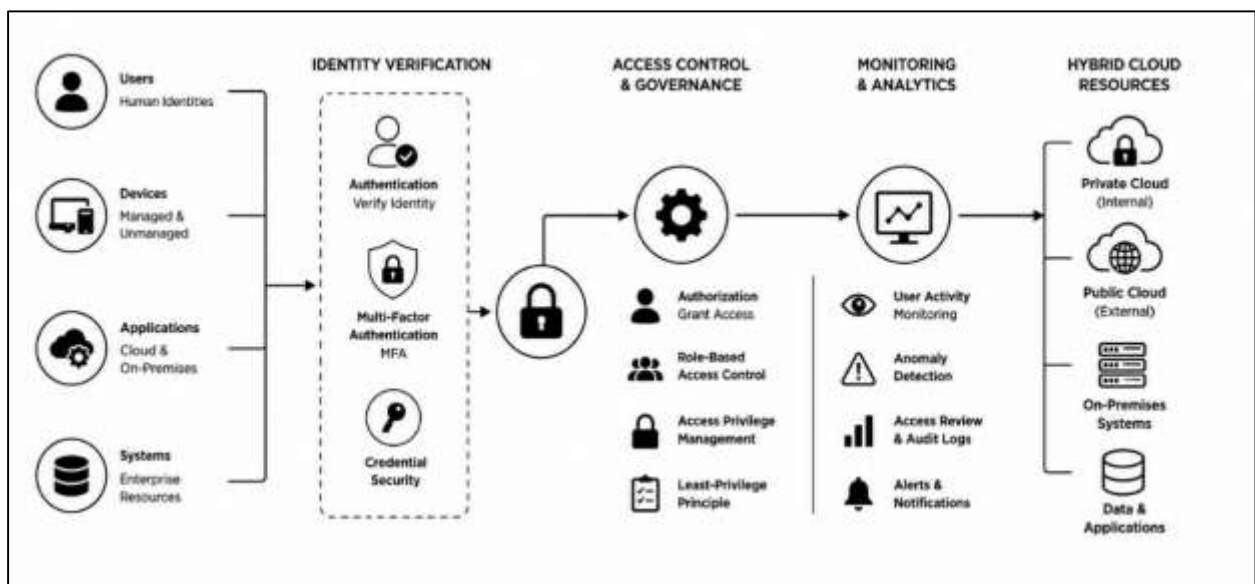 IDENTITY VERIFICATION
ACCESS CONTROL
& GOVERNANCE
MONITORING
& ANALYTICS
HYBRID CLOUD
RESOURCES
Users
Human Identities
Devices
Managed &
Unmanaged
Applications
Cloud &
On-Premises
Systems
Enterprise
Resources
Authentication
Verify Identity
Multi-Factor
Authentication
MFA
Credential
Security
Authorization
Grant Access
Role-Based
Access Control
Access Privilege
Management
Least-Privilege
Principle
User Activity
Monitoring
Anomaly
Detection
Access Review
& Audit Logs
Alerts &
Notifications
Private Cloud
(Internal)
Public Cloud
(External)
On-Premises
Systems
Data &
Applications